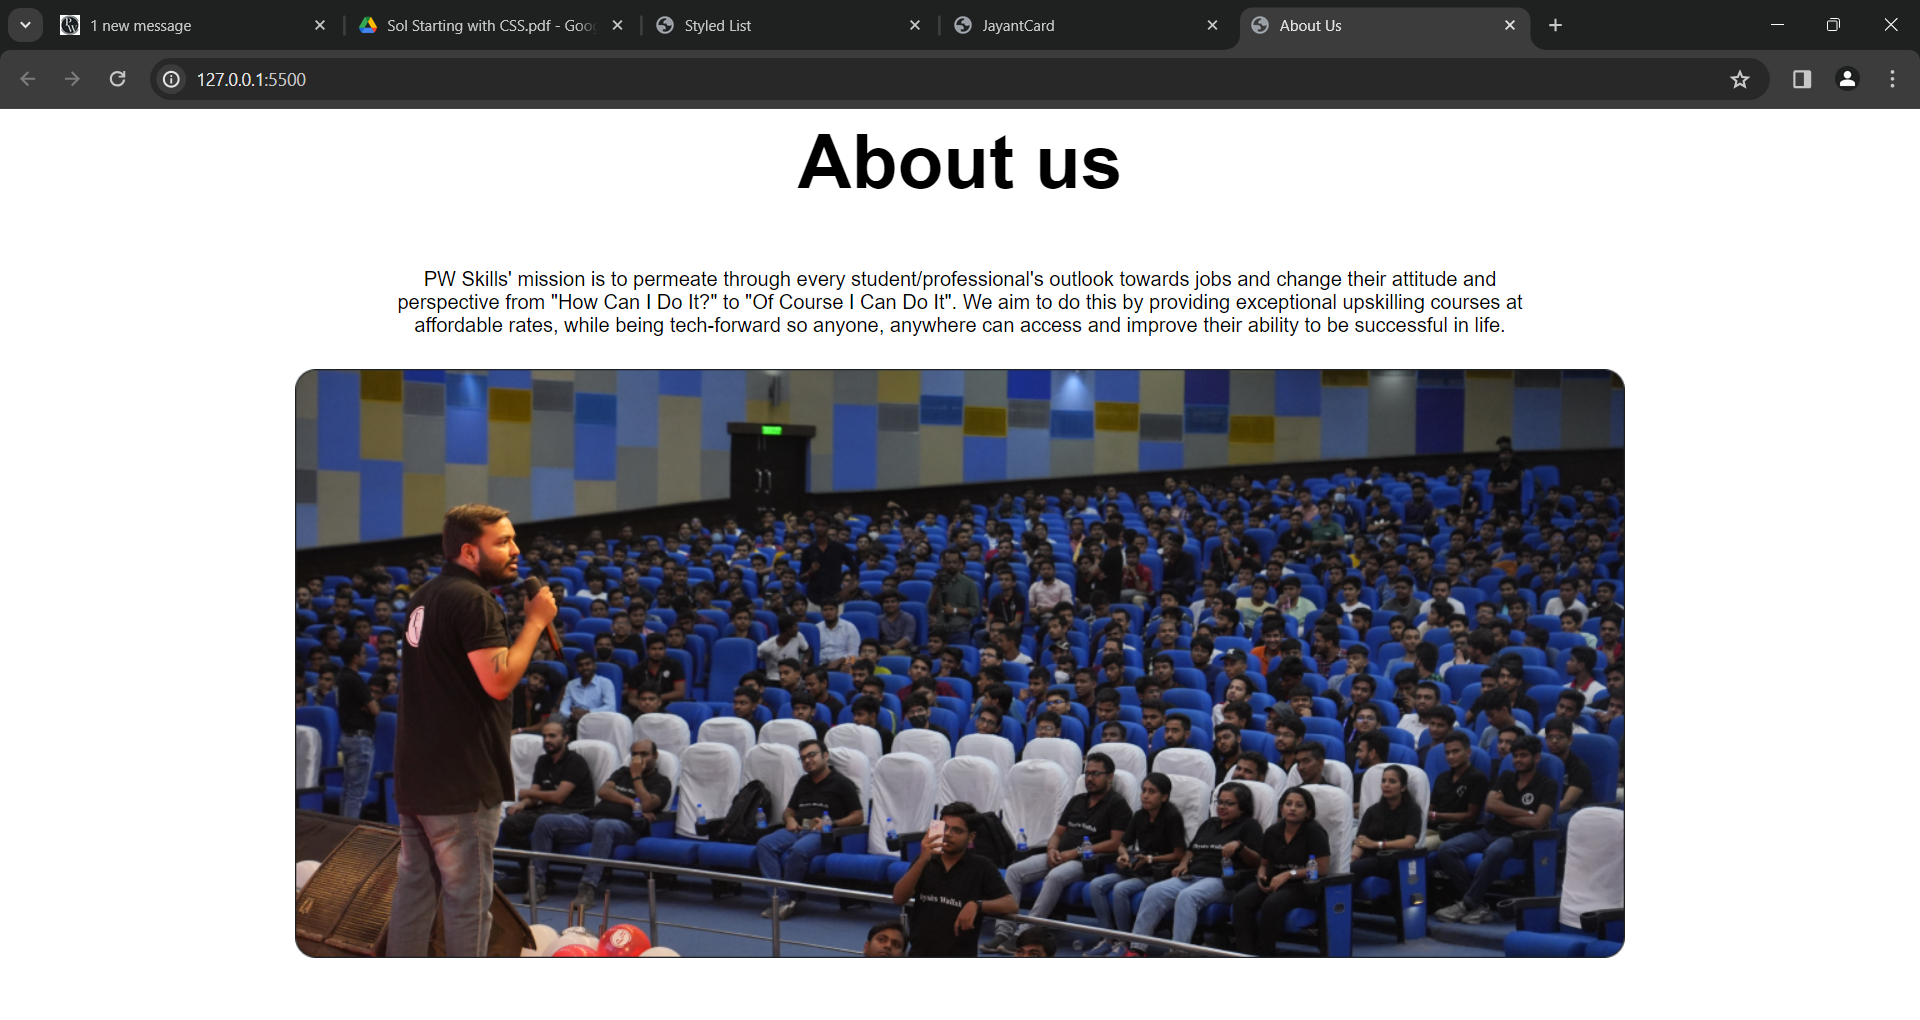 1 new message
Sol Starting with CSS.pdf - Goo
Styled List
JayantCard
About Us
127.0.0.1:5500
About us
PW Skills' mission is to permeate through every student/professional's outlook towards jobs and change their attitude and
perspective from "How Can I Do It?" to "Of Course I Can Do It". We aim to do this by providing exceptional upskilling courses at
affordable rates, while being tech-forward so anyone, anywhere can access and improve their ability to be successful in life.